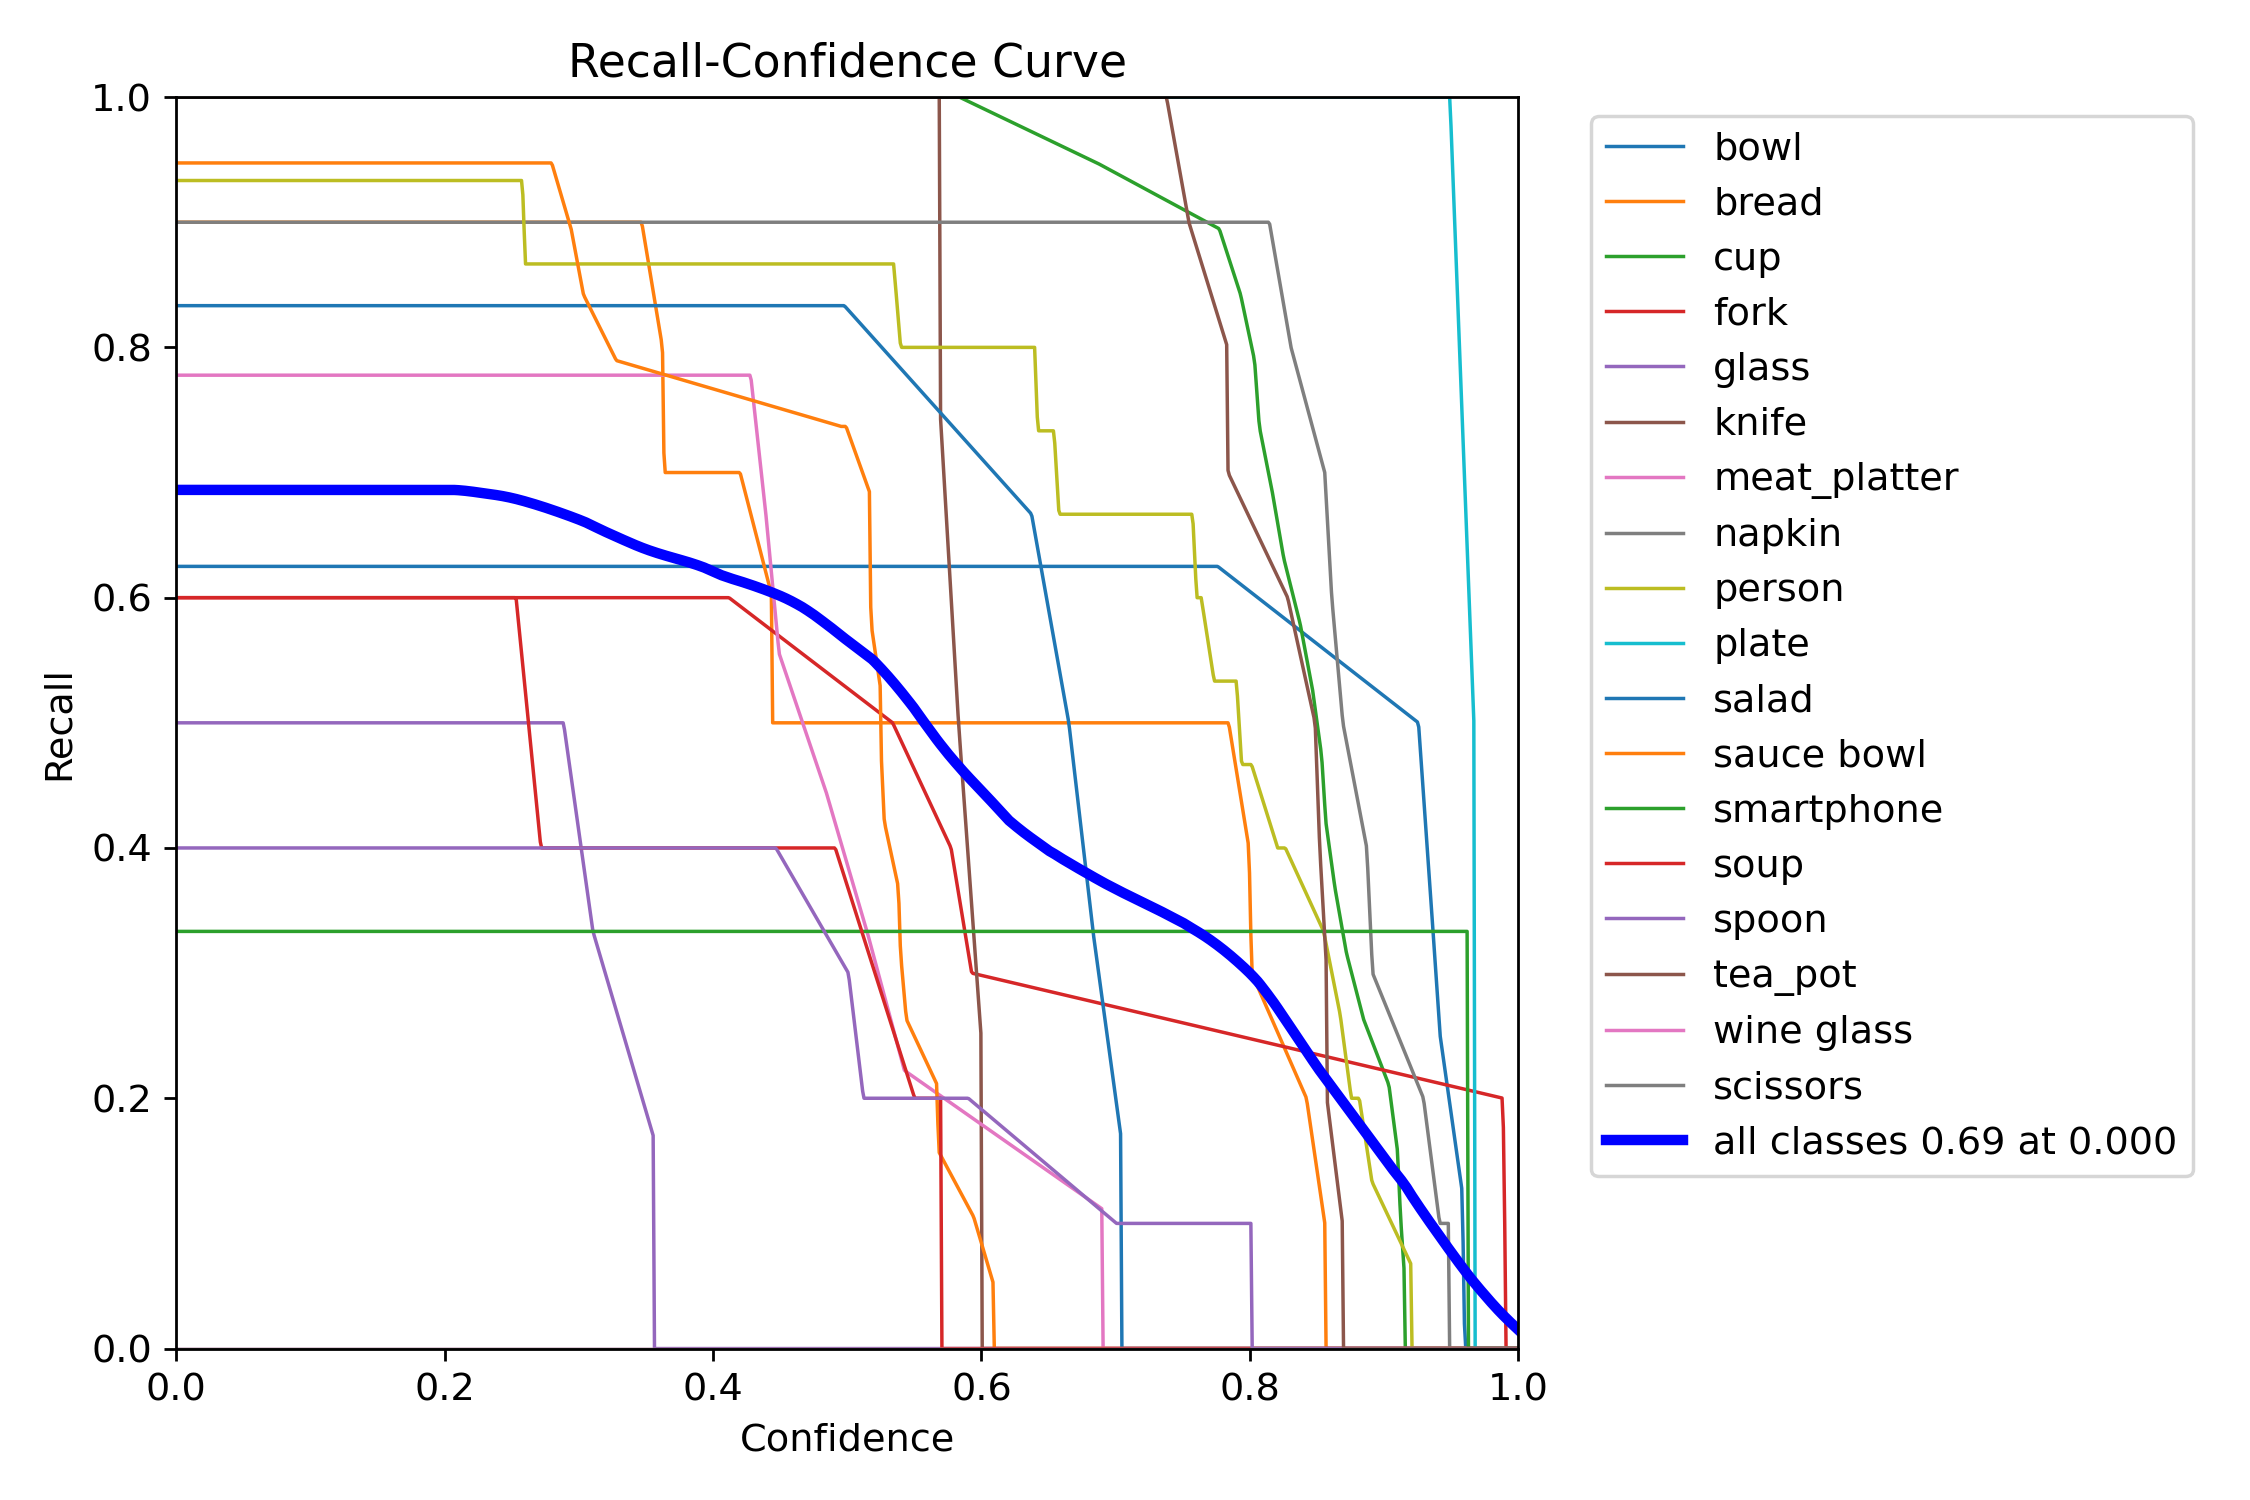 Recall-Confidence Curve
1.0
0.8
0.6
0.4
0.2
0.0
Recall
0.0 0.2 0.4 0.6 0.8 1.0
Confidence
bowl
bread
cup
fork
glass
knife
meat_platter
napkin
person
plate
salad
sauce bowl
smartphone
soup
spoon
tea_pot
wine glass
scissors
all classes 0.69 at 0.000